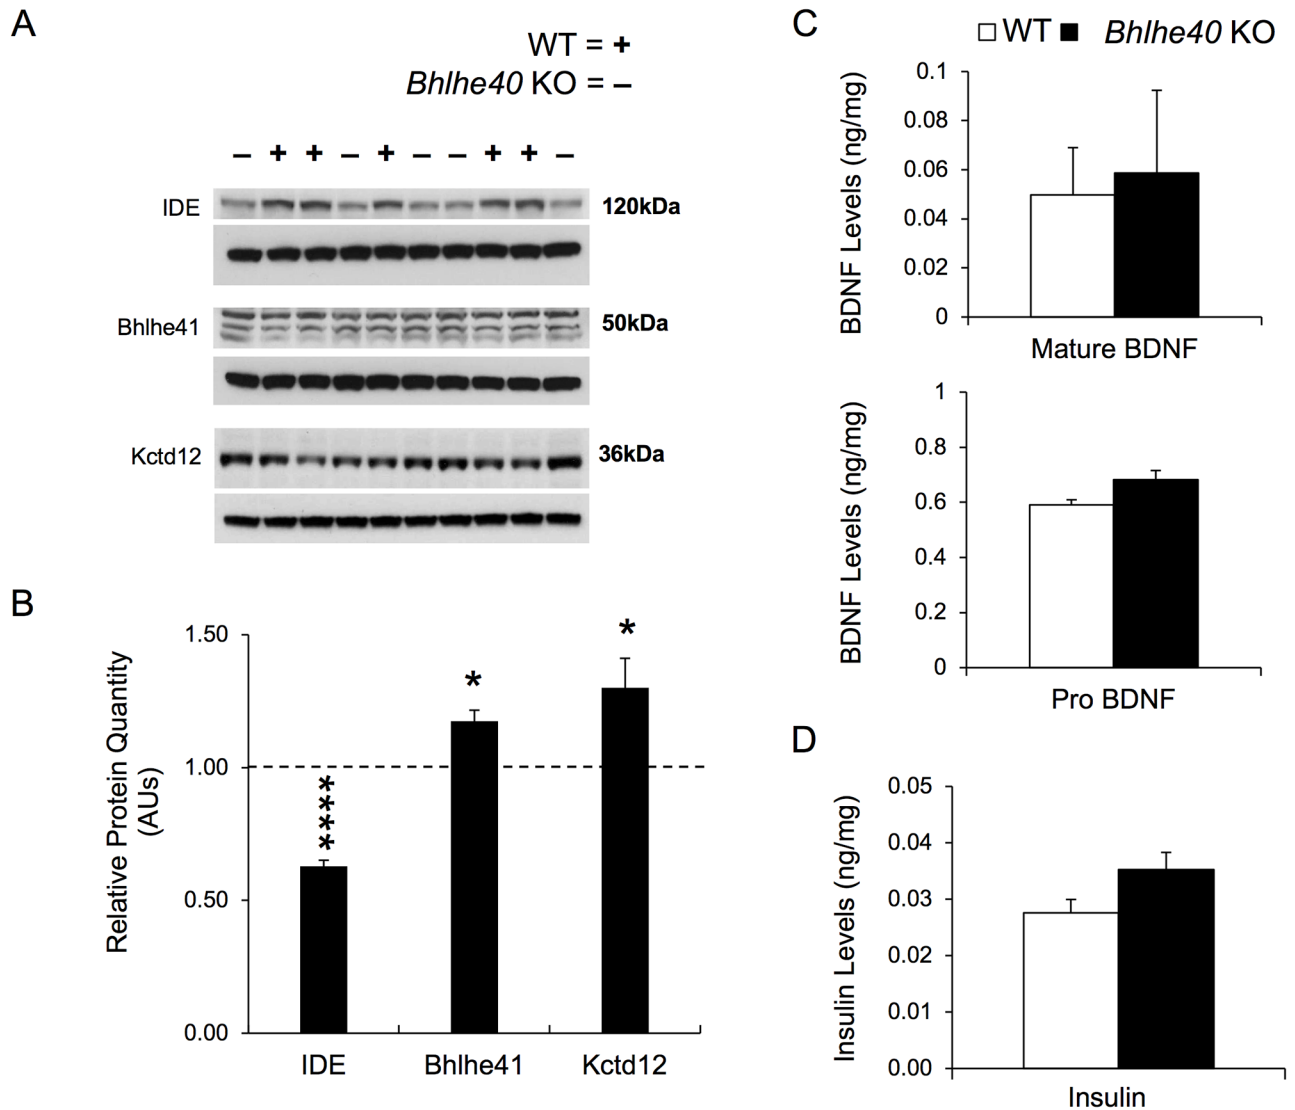 A
WT = +
Bhlhe40 KO = –
– + + – + – – + + –
IDE
120kDa
Bhlhe41
50kDa
Kctd12
36kDa
B
Relative Protein Quantity
(AUs)
1.50
1.00
0.50
0.00
*
*
****
IDE
Bhlhe41
Kctd12
C
WT
Bhlhe40 KO
BDNF Levels (ng/mg)
0.1
0.08
0.06
0.04
0.02
0
Mature BDNF
BDNF Levels (ng/mg)
1
0.8
0.6
0.4
0.2
0
Pro BDNF
D
Insulin Levels (ng/mg)
0.05
0.04
0.03
0.02
0.01
0.00
Insulin